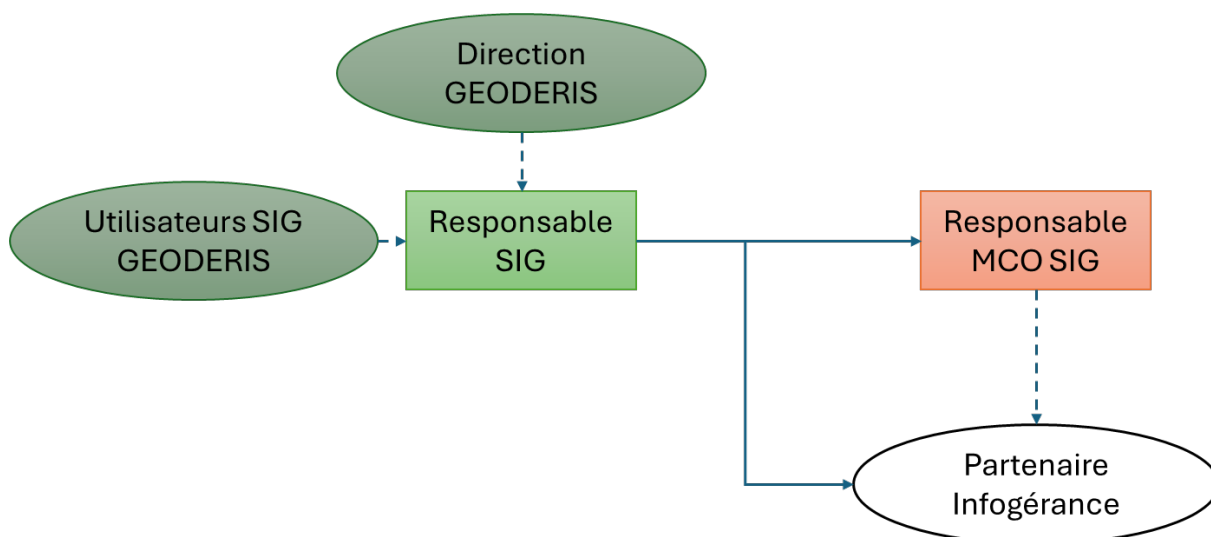 Direction
GEODERIS
Utilisateurs SIG
GEODERIS
Responsable
SIG
Responsable
MCO SIG
Partenaire
Infogérance